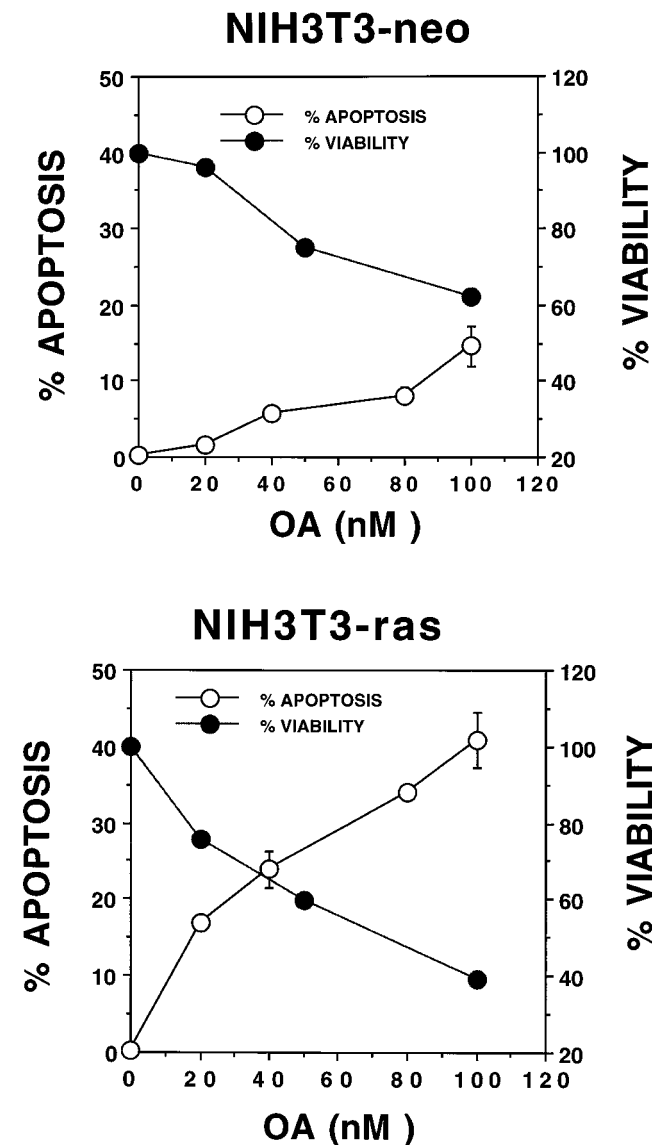 NIH3T3-neo
50
120
% APOPTOSIS
% VIABILITY
40
100
30
80
20
60
10
40
0
20
% APOPTOSIS
% VIABILITY
0 20 40 60 80 100 120
OA (nM )
NIH3T3-ras
50
120
% APOPTOSIS
% VIABILITY
40
100
30
80
20
60
10
40
0
20
% APOPTOSIS
% VIABILITY
0 20 40 60 80 100 120
OA (nM )